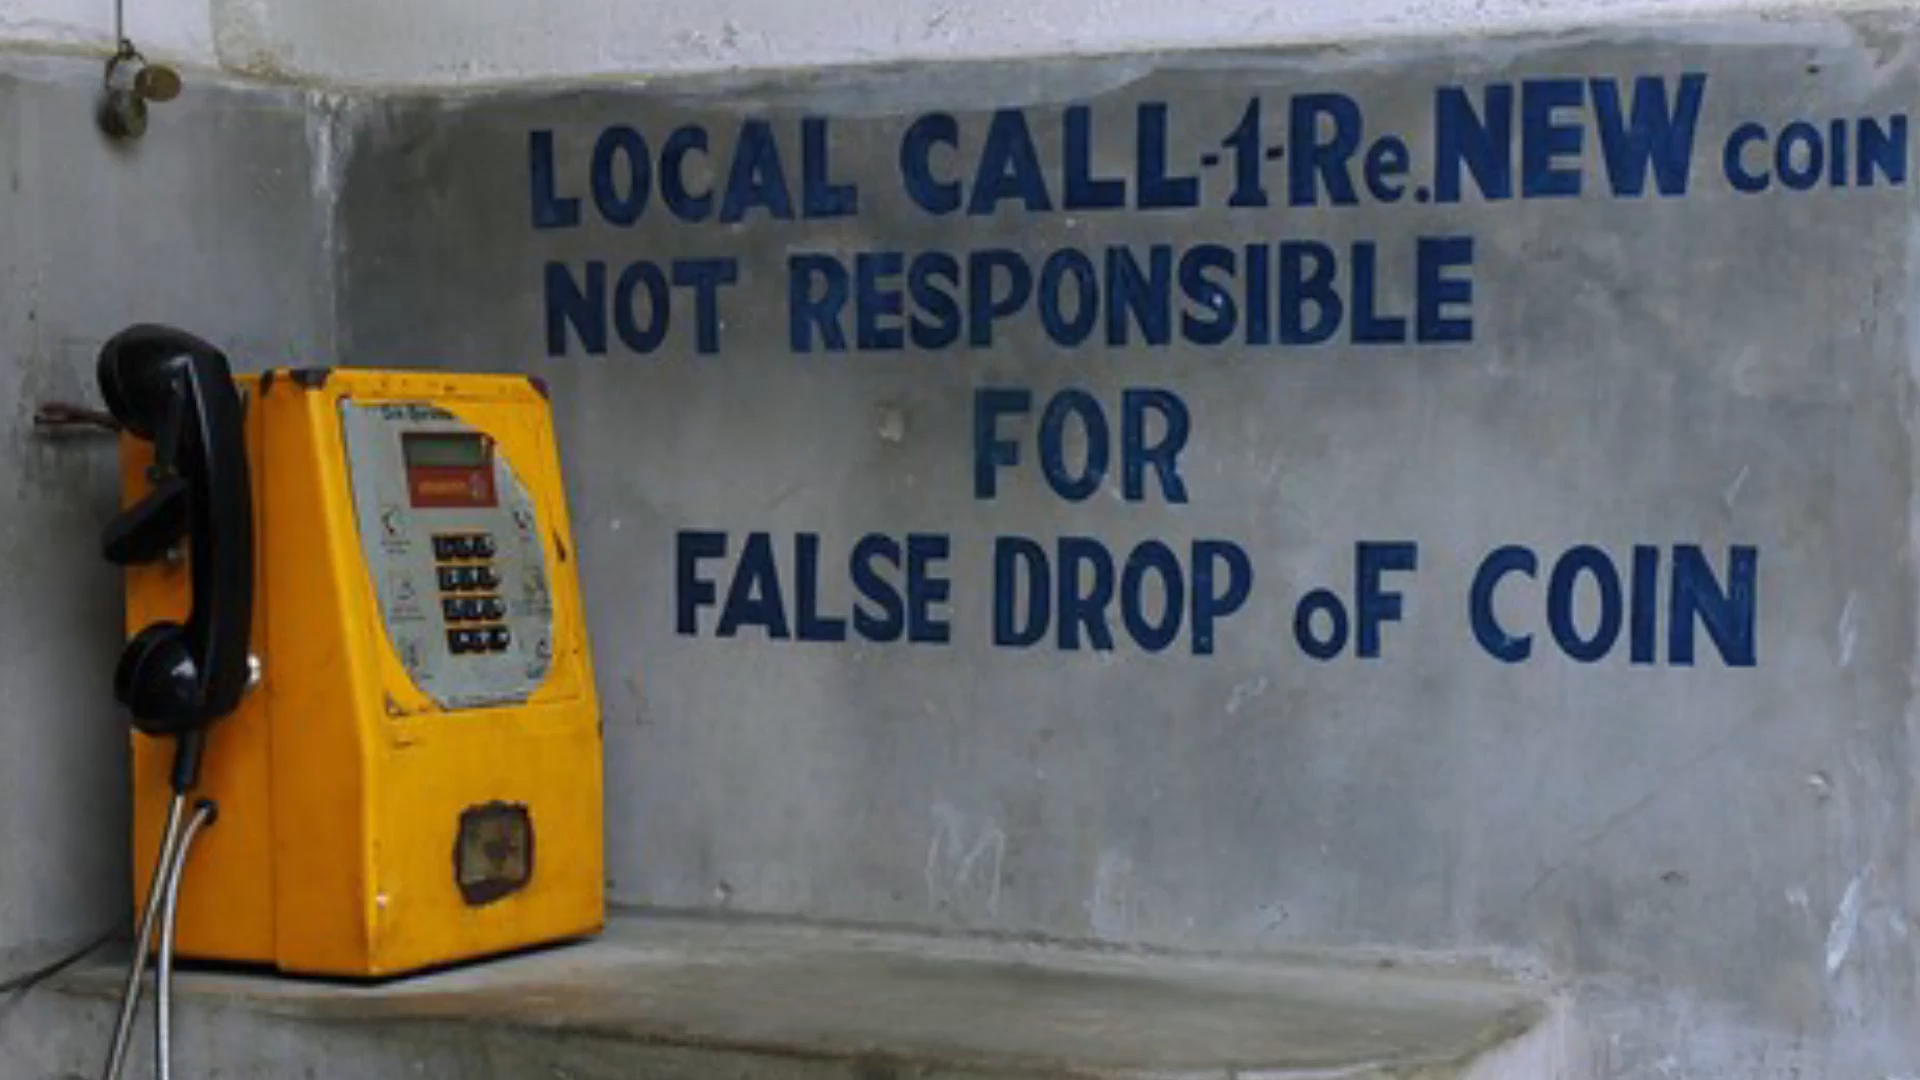 LOCAL CALL-1-Re.NEW COIN
NOT RESPONSIBLE
FOR
FALSE DROP oF COIN